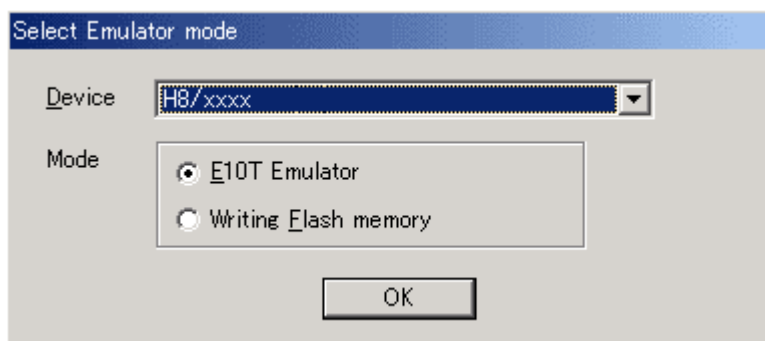 Select Emulator mode
Device H8/xxxx
Mode
E10T Emulator
Writing Flash memory
OK